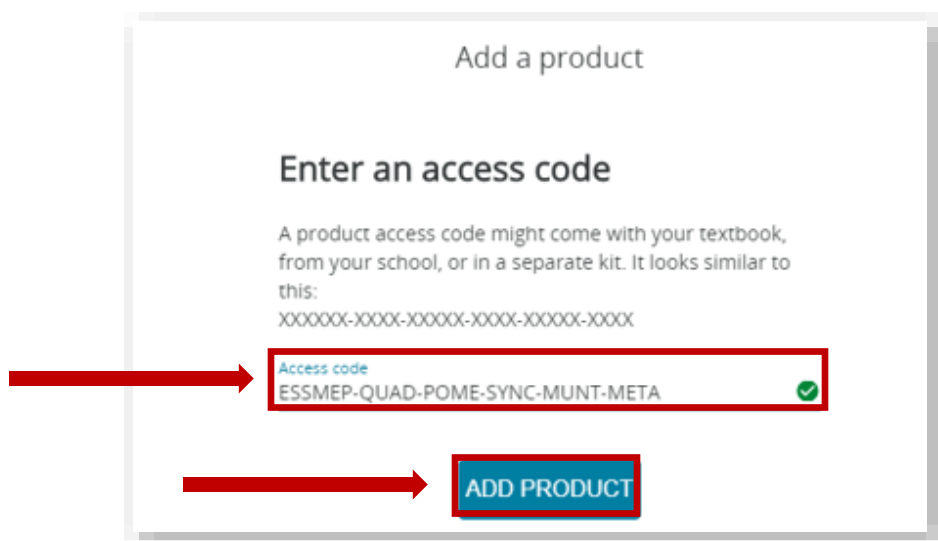 Add a product
Enter an access code
A product access code might come with your textbook,
from your school, or in a separate kit. It looks similar to
this:
XXXXXX-XXXX-XXXXX-XXXX-XXXXX-XXXX
Access code
ESSMEP-QUAD-POME-SYNC-MUNT-META
ADD PRODUCT